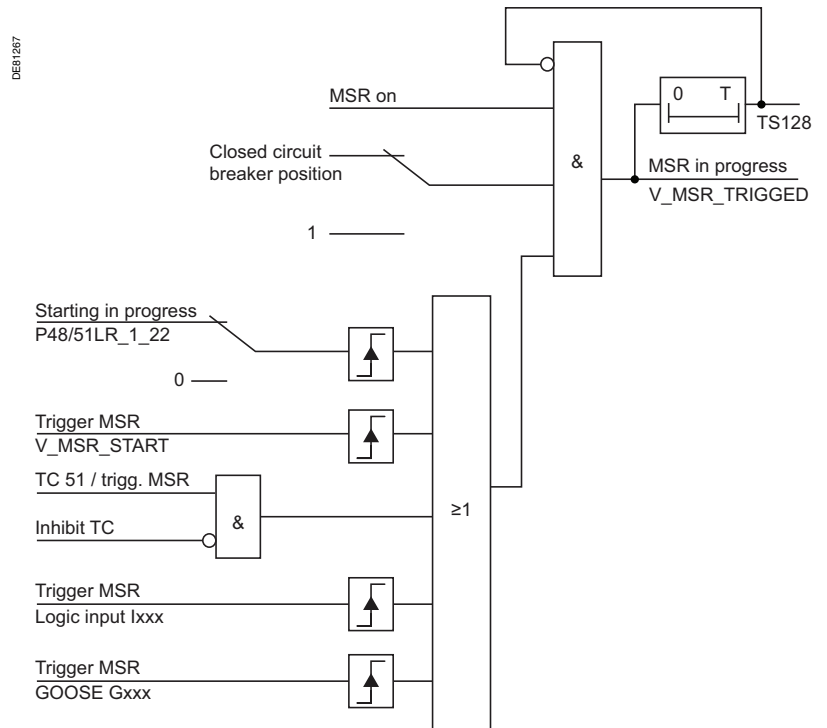 DE81267
0 T
TS128
MSR on
Closed circuit
breaker position
&
MSR in progress
V_MSR_TRIGGED
1
Starting in progress
P48/51LR_1_22
0
Trigger MSR
V_MSR_START
TC 51 / trigg. MSR
&
≥1
Inhibit TC
Trigger MSR
Logic input Ixxx
Trigger MSR
GOOSE Gxxx